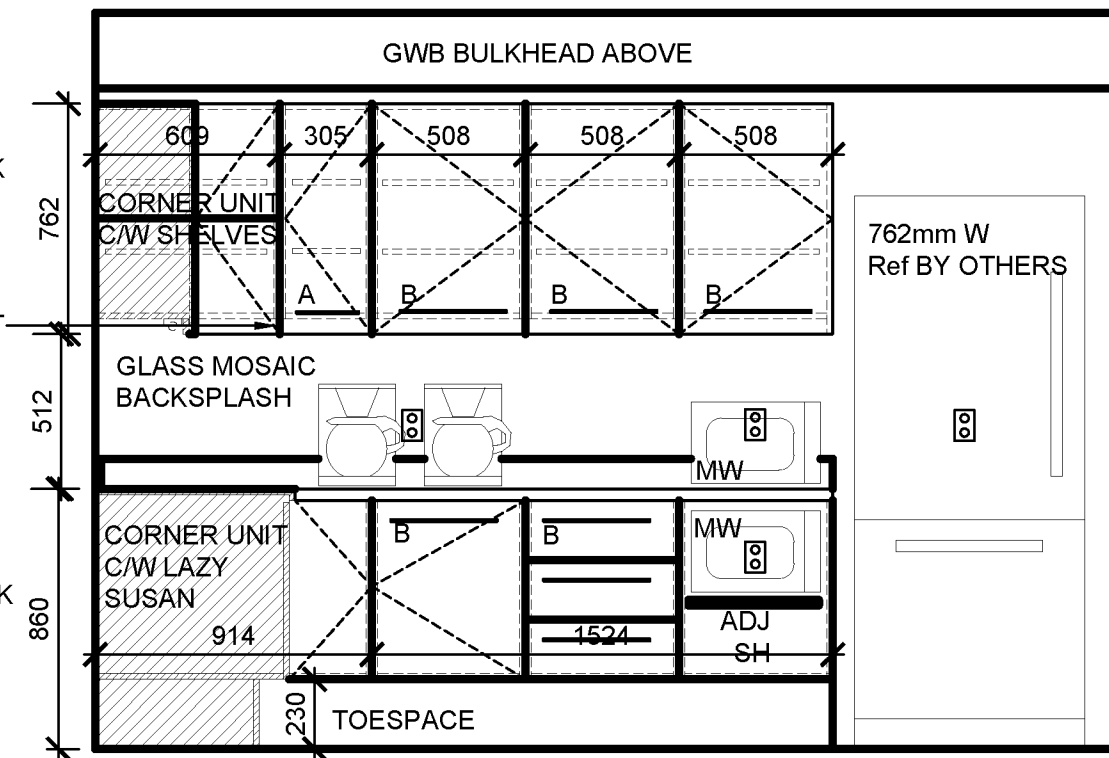 GWB BULKHEAD ABOVE
609 305 508 508 508
K
762
CORNER UNIT
C/W SHELVES
762mm W
Ref BY OTHERS
A B B B
GLASS MOSAIC
BACKSPLASH
512
MW
CORNER UNIT
C/W LAZY
SUSAN
B B MW
K
860
914 1524
ADJ
SH
230
TOESPACE